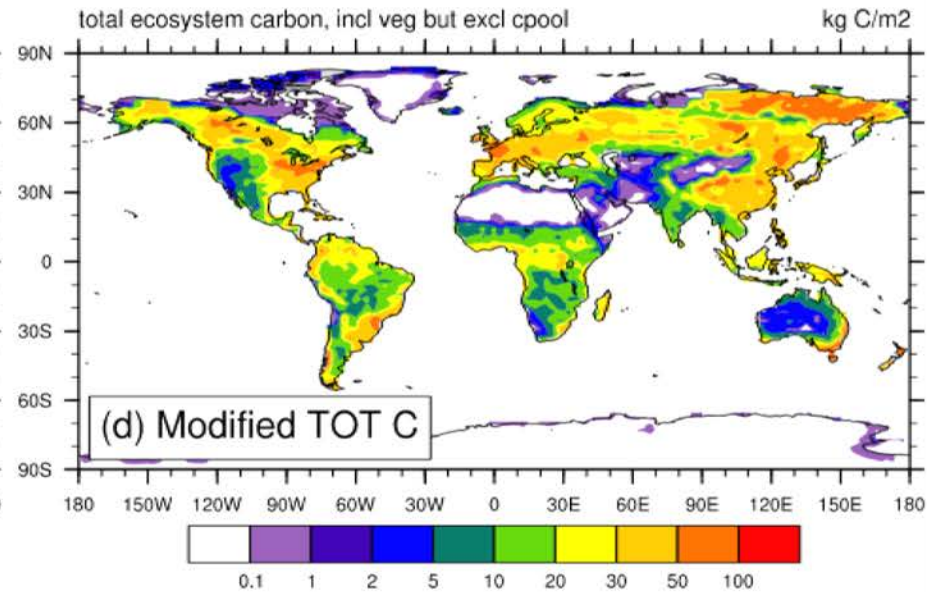 total ecosystem carbon, incl veg but excl cpool kg C/m2
90N
60N
30N
0
30S
60S
90S
(d) Modified TOT C
180 150W 120W 90W 60W 30W 0 30E 60E 90E 120E 150E 180
0.1 1 2 5 10 20 30 50 100